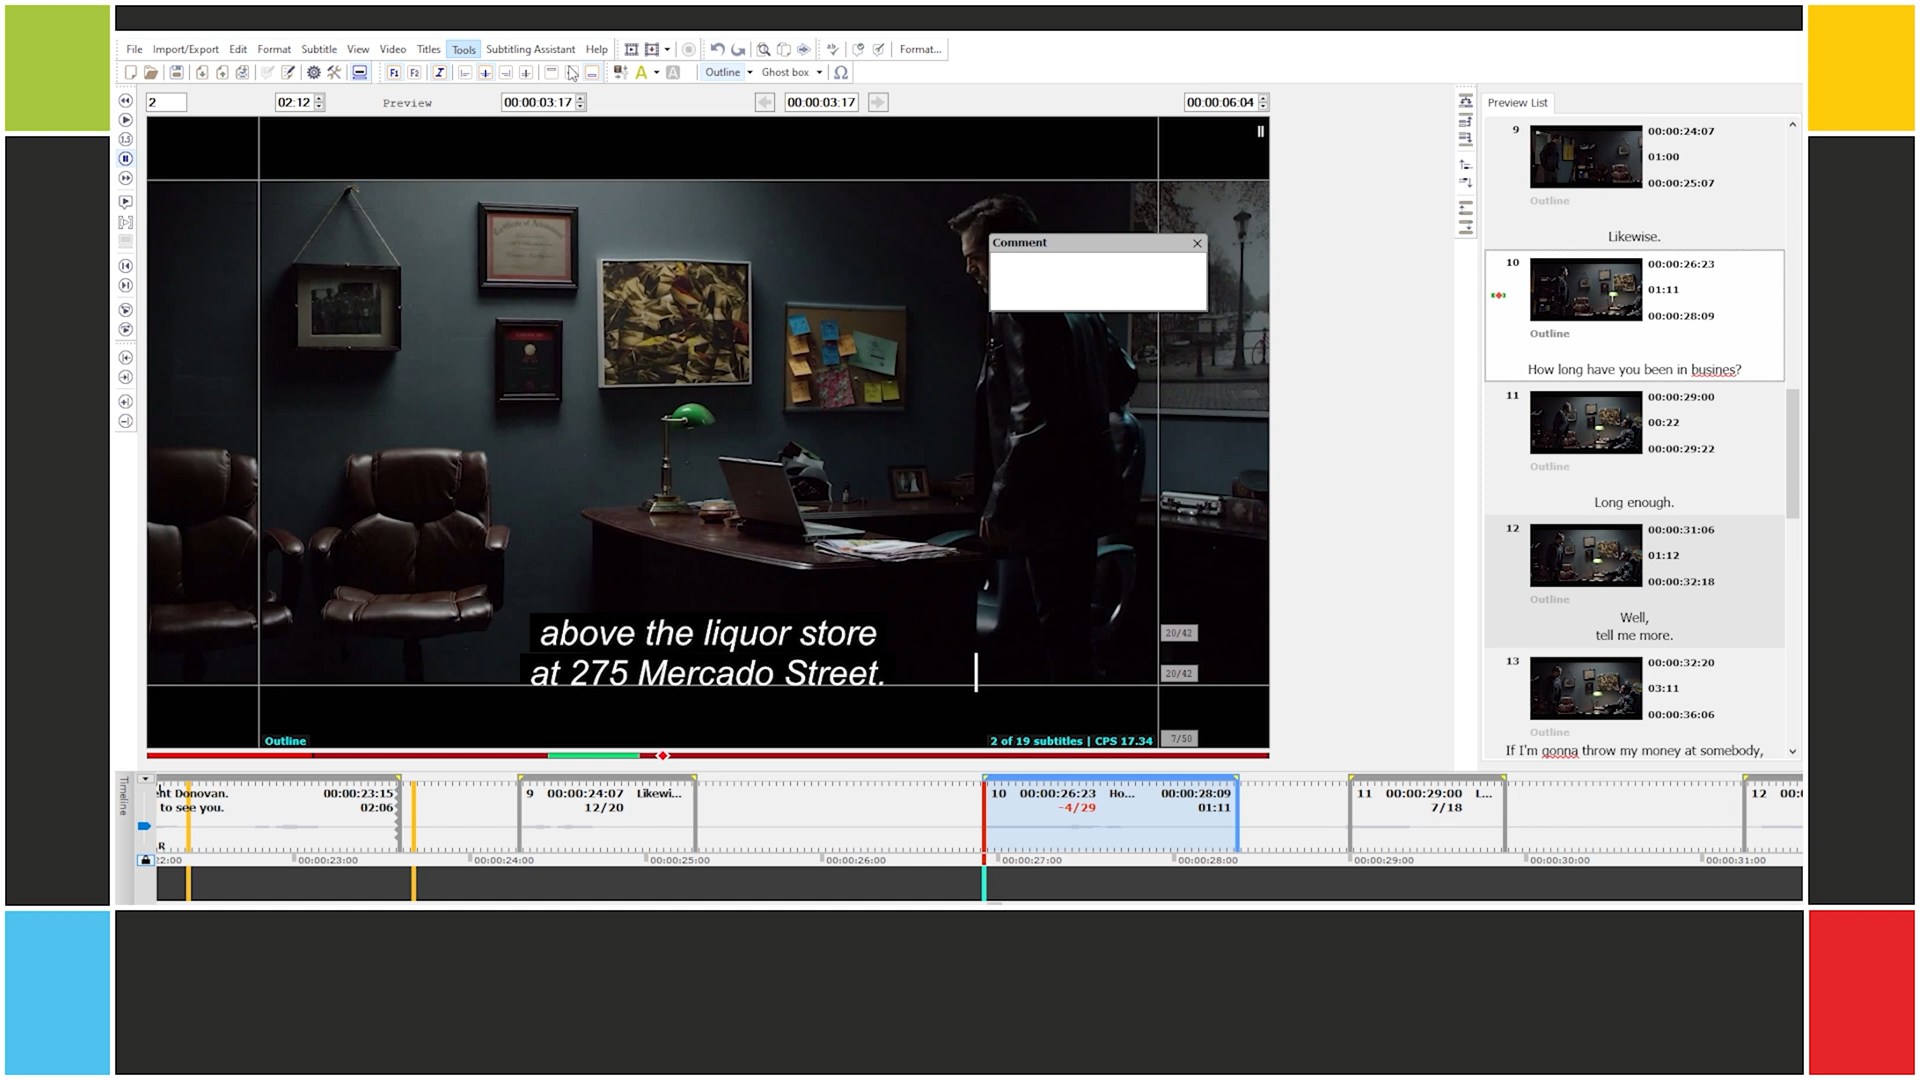 File Import/Export Edit Format Subtitle View Video Titles Tools Subtitling Assistant Help Format...
F1 F2 I A A Outline Ghost box Ω
2 02:12 Preview 00:00:03:17 00:00:03:17 00:00:06:04
1.5
Comment
above the liquor store
20/42
at 275 Mercado Street.
20/42
Outline 2 of 19 subtitles | CPS 17.34 7/50
Preview List
9 00:00:24:07
01:00
00:00:25:07
Outline
Likewise.
10 00:00:26:23
01:11
00:00:28:09
Outline
How long have you been in busines?
11 00:00:29:00
00:22
00:00:29:22
Outline
Long enough.
12 00:00:31:06
01:12
00:00:32:18
Outline
Well,
tell me more.
13 00:00:32:20
03:11
00:00:36:06
Outline
If I'm gonna throw my money at somebody,
Timeline
nt Donovan. 00:00:23:15 9 00:00:24:07 Likewi... 10 00:00:26:23 Ho... 00:00:28:09 11 00:00:29:00 L... 12
to see you. 02:06 12/20 -4/29 01:11 7/18
R
22:00 00:00:23:00 00:00:24:00 00:00:25:00 00:00:26:00 00:00:27:00 00:00:28:00 00:00:29:00 00:00:30:00 00:00:31:00